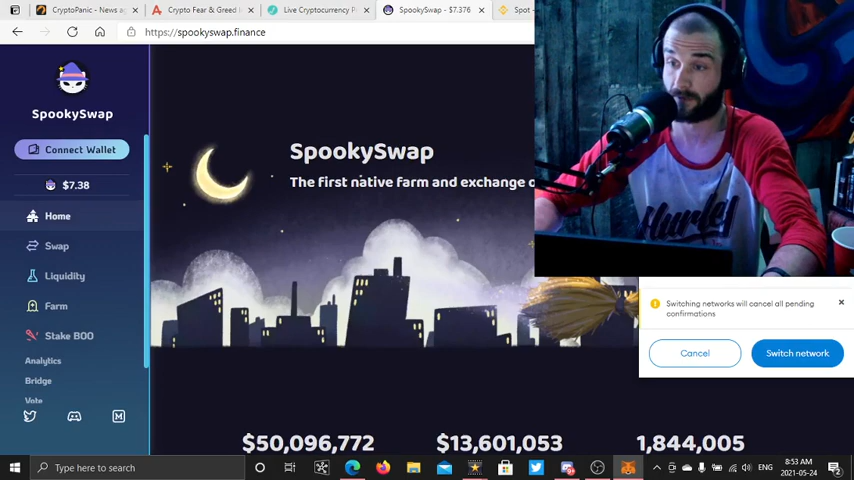 CryptoPanic - News a
Crypto Fear & Greed I
Live Cryptocurrency P
SpookySwap - $7.376
Spot -
https://spookyswap.finance
SpookySwap
Connect Wallet
$7.38
Home
Swap
Liquidity
Farm
Stake BOO
Analytics
Bridge
Vote
SpookySwap
The first native farm and exchange o
Hurley
Switching networks will cancel all pending
confirmations
Cancel
Switch network
$50,096,772
$13,601,053
1,844,005
Type here to search
ENG
8:53 AM
2021-05-24
2